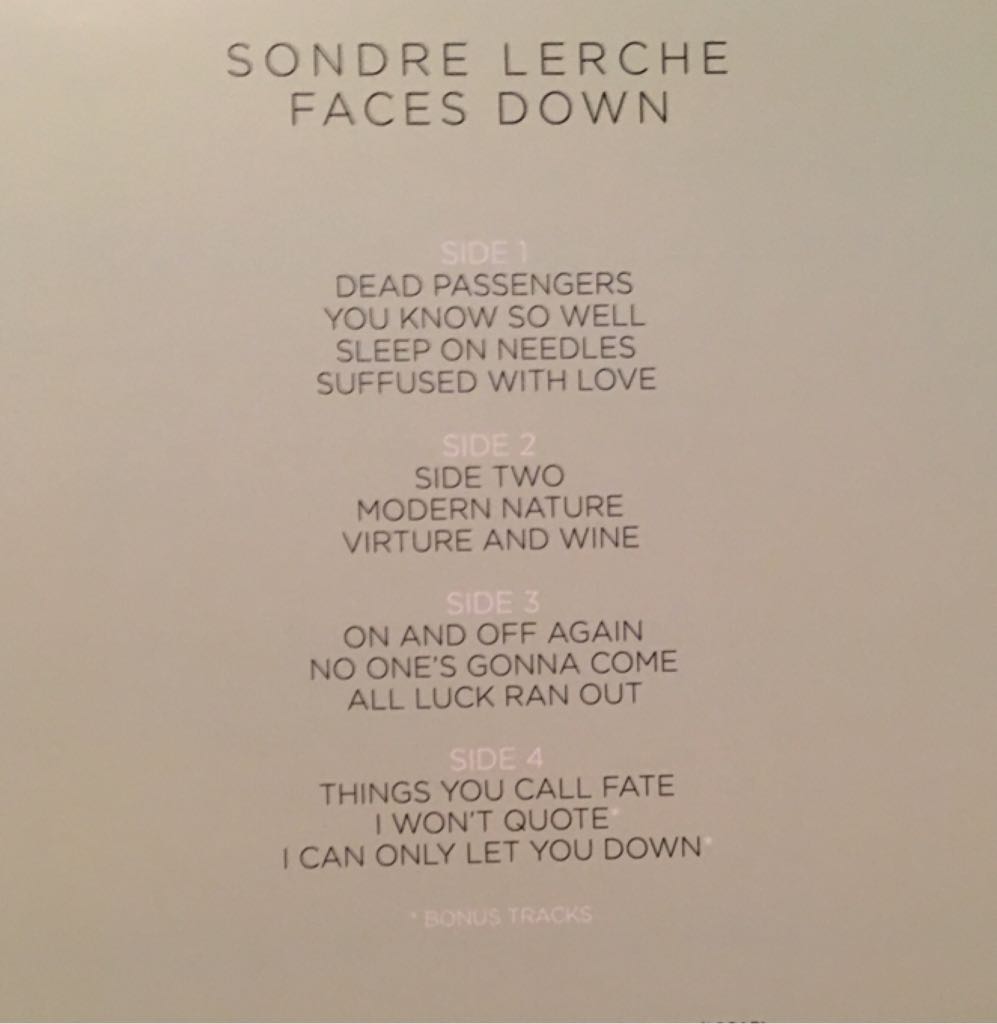 SONDRE LERCHE
FACES DOWN
SIDE 1
DEAD PASSENGERS
YOU KNOW SO WELL
SLEEP ON NEEDLES
SUFFUSED WITH LOVE
SIDE 2
SIDE TWO
MODERN NATURE
VIRTURE AND WINE
SIDE 3
ON AND OFF AGAIN
NO ONE'S GONNA COME
ALL LUCK RAN OUT
SIDE 4
THINGS YOU CALL FATE
I WON'T QUOTE*
I CAN ONLY LET YOU DOWN*
* BONUS TRACKS